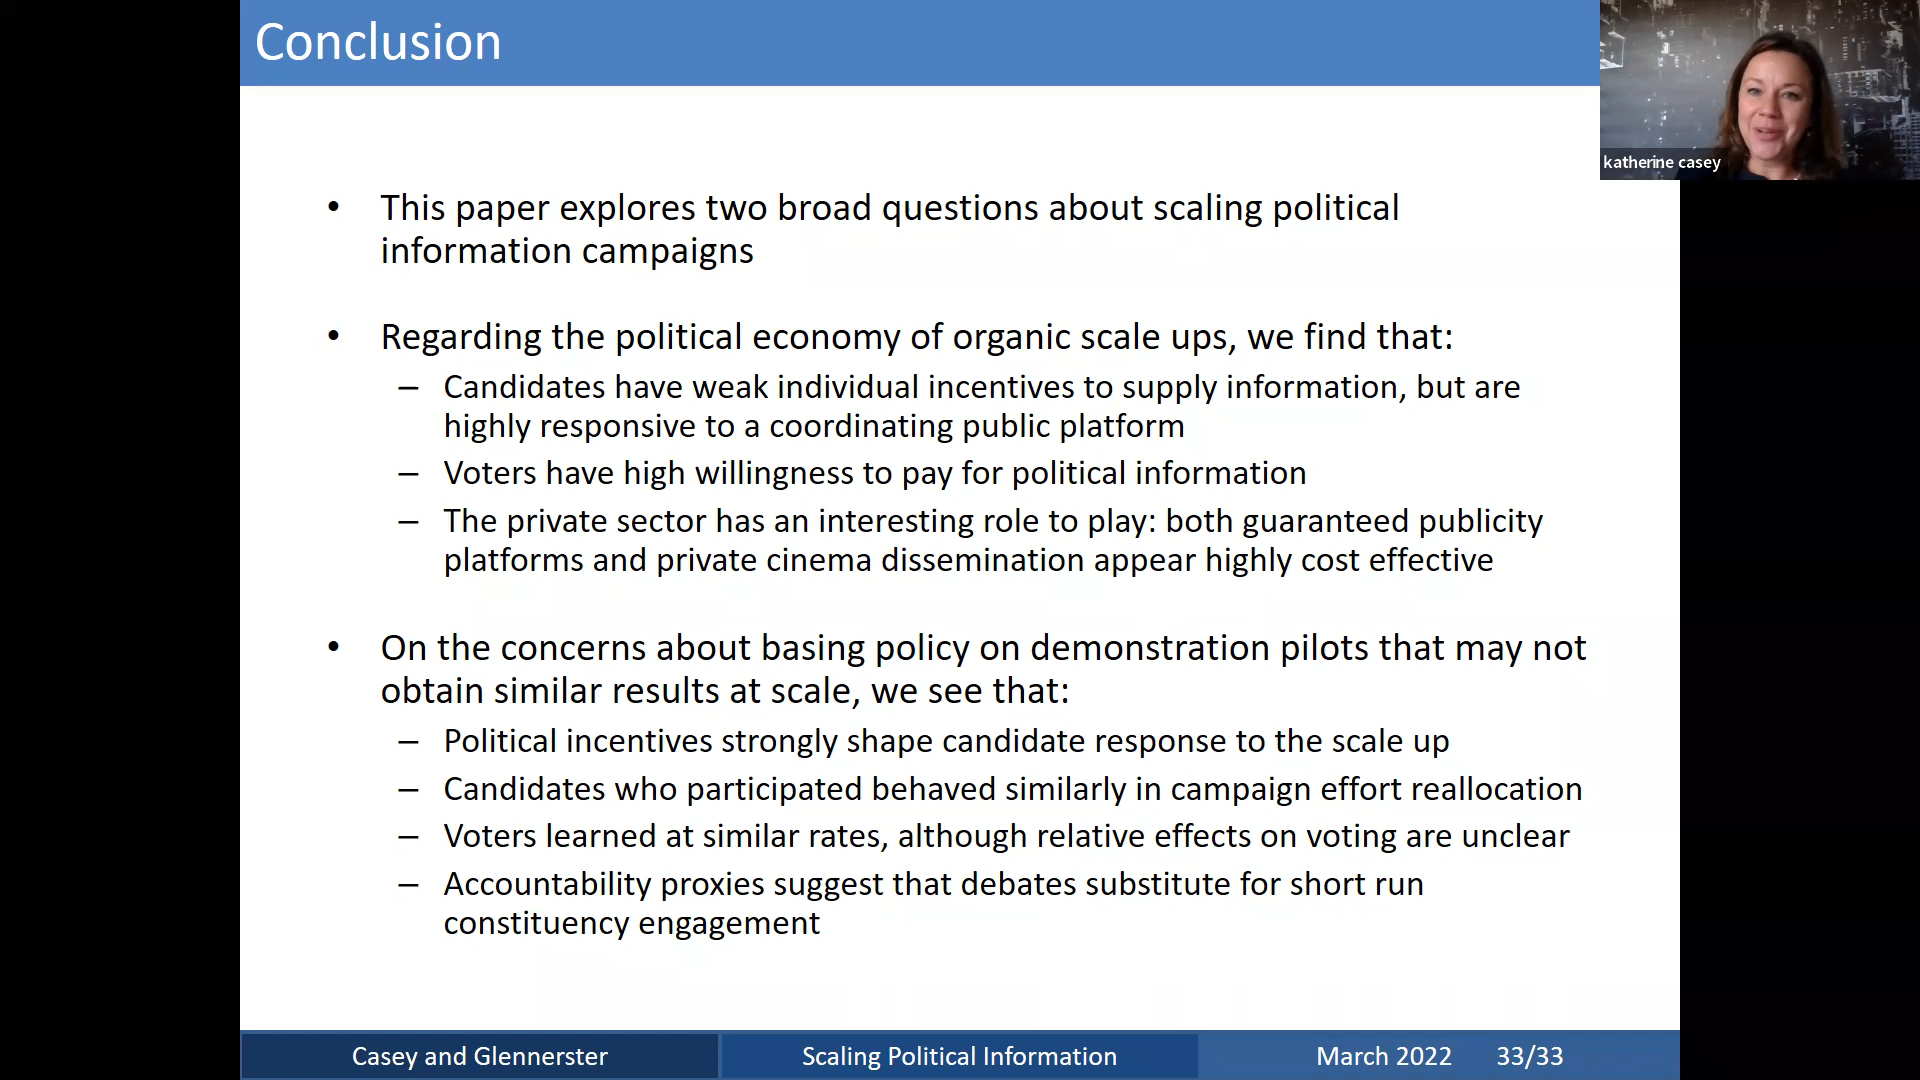 Conclusion
katherine casey
• This paper explores two broad questions about scaling political
information campaigns
• Regarding the political economy of organic scale ups, we find that:
– Candidates have weak individual incentives to supply information, but are
highly responsive to a coordinating public platform
– Voters have high willingness to pay for political information
– The private sector has an interesting role to play: both guaranteed publicity
platforms and private cinema dissemination appear highly cost effective
• On the concerns about basing policy on demonstration pilots that may not
obtain similar results at scale, we see that:
– Political incentives strongly shape candidate response to the scale up
– Candidates who participated behaved similarly in campaign effort reallocation
– Voters learned at similar rates, although relative effects on voting are unclear
– Accountability proxies suggest that debates substitute for short run
constituency engagement
Casey and Glennerster Scaling Political Information March 2022 33/33